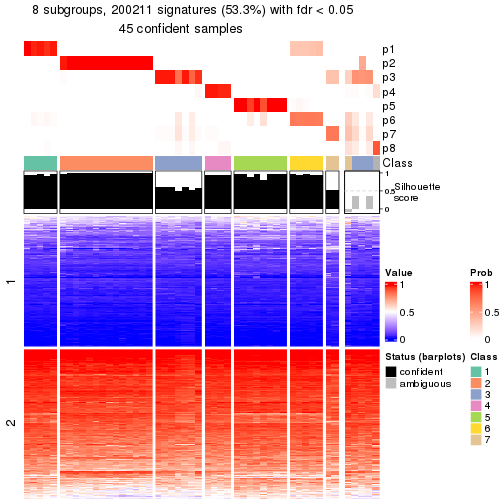 8 subgroups, 200211 signatures (53.3%) with fdr < 0.05
45 confident samples
p1
p2
p3
p4
p5
p6
p7
p8
Class
1
0.5
0
Silhouette
score
1
2
Value
1
0.5
0
Prob
1
0.5
0
Status (barplots)
confident
ambiguous
Class
1
2
3
4
5
6
7